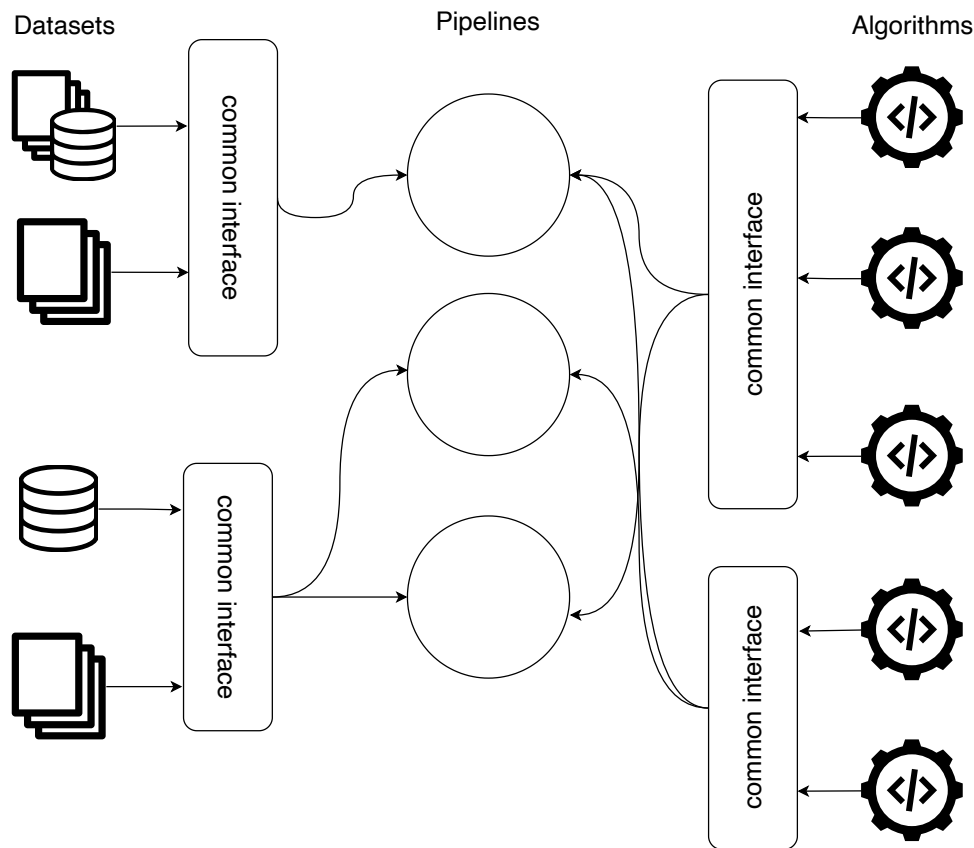 Datasets
Pipelines
Algorithms
common interface
common interface
common interface
common interface
</>
</>
</>
</>
</>